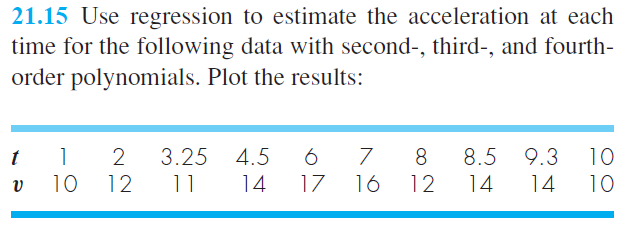 21.15 Use regression to estimate the acceleration at each
time for the following data with second-, third-, and fourth-
order polynomials. Plot the results:
t 1 2 3.25 4.5 6 7 8 8.5 9.3 10
v 10 12 11 14 17 16 12 14 14 10